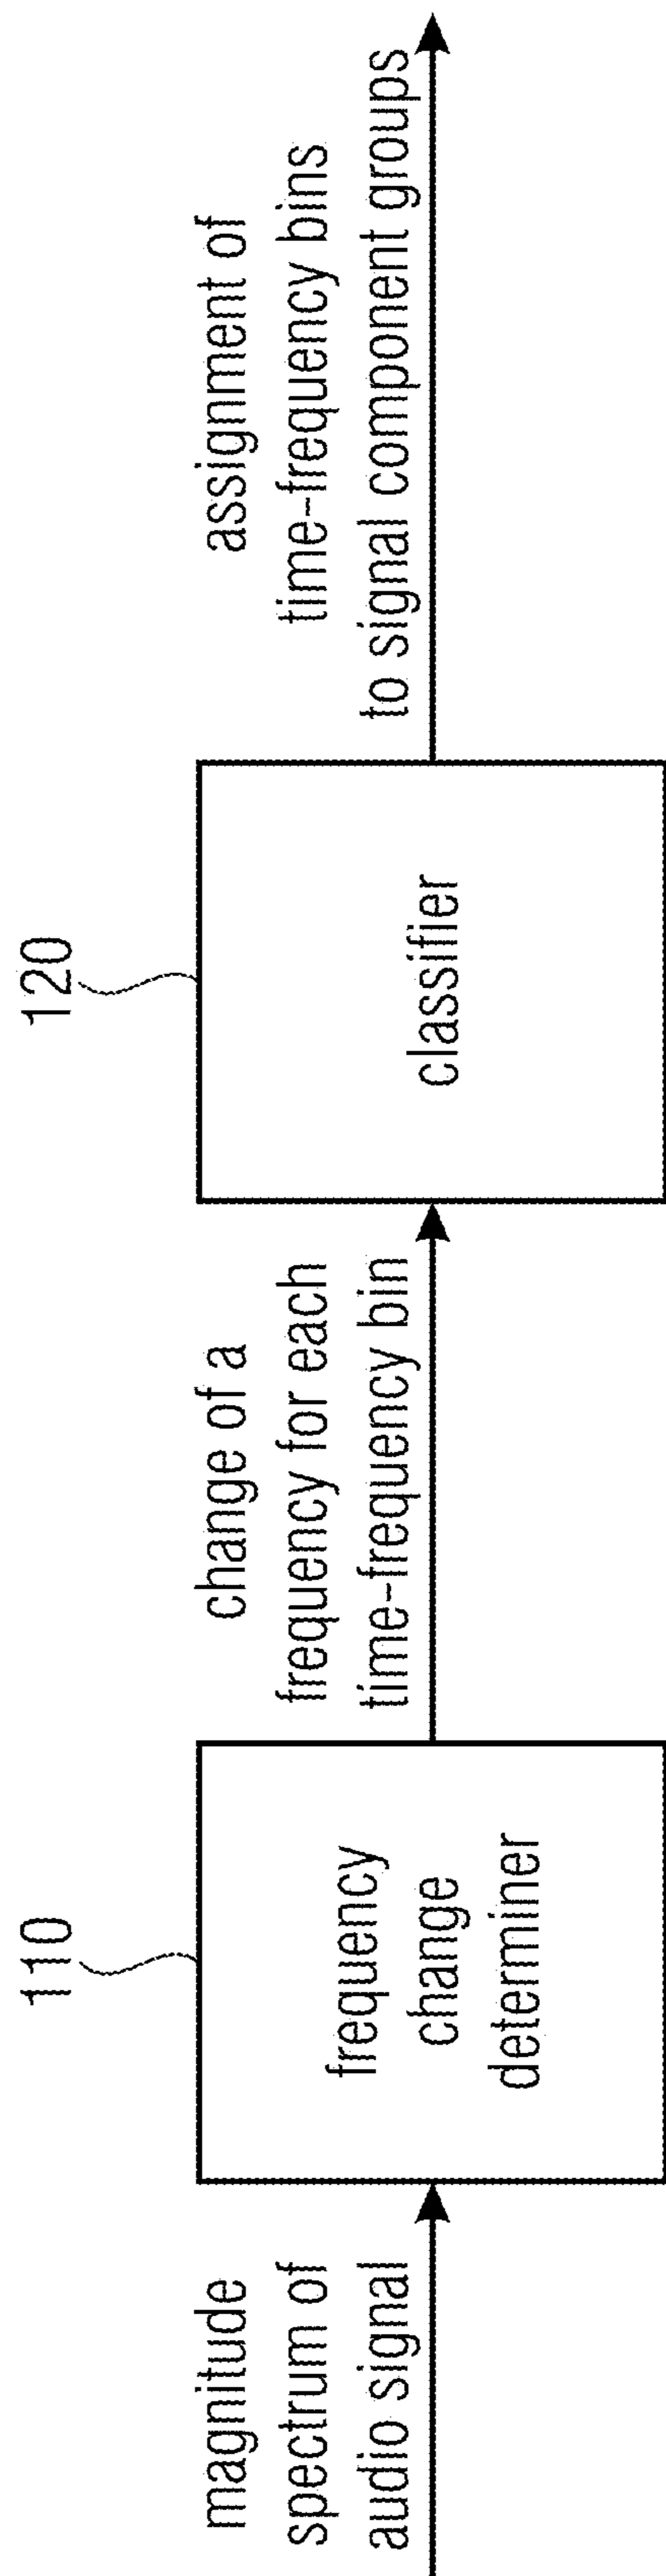 magnitude
spectrum of
audio signal
110
frequency
change
determiner
change of a
frequency for each
time-frequency bin
120
classifier
assignment of
time-frequency bins
to signal component groups